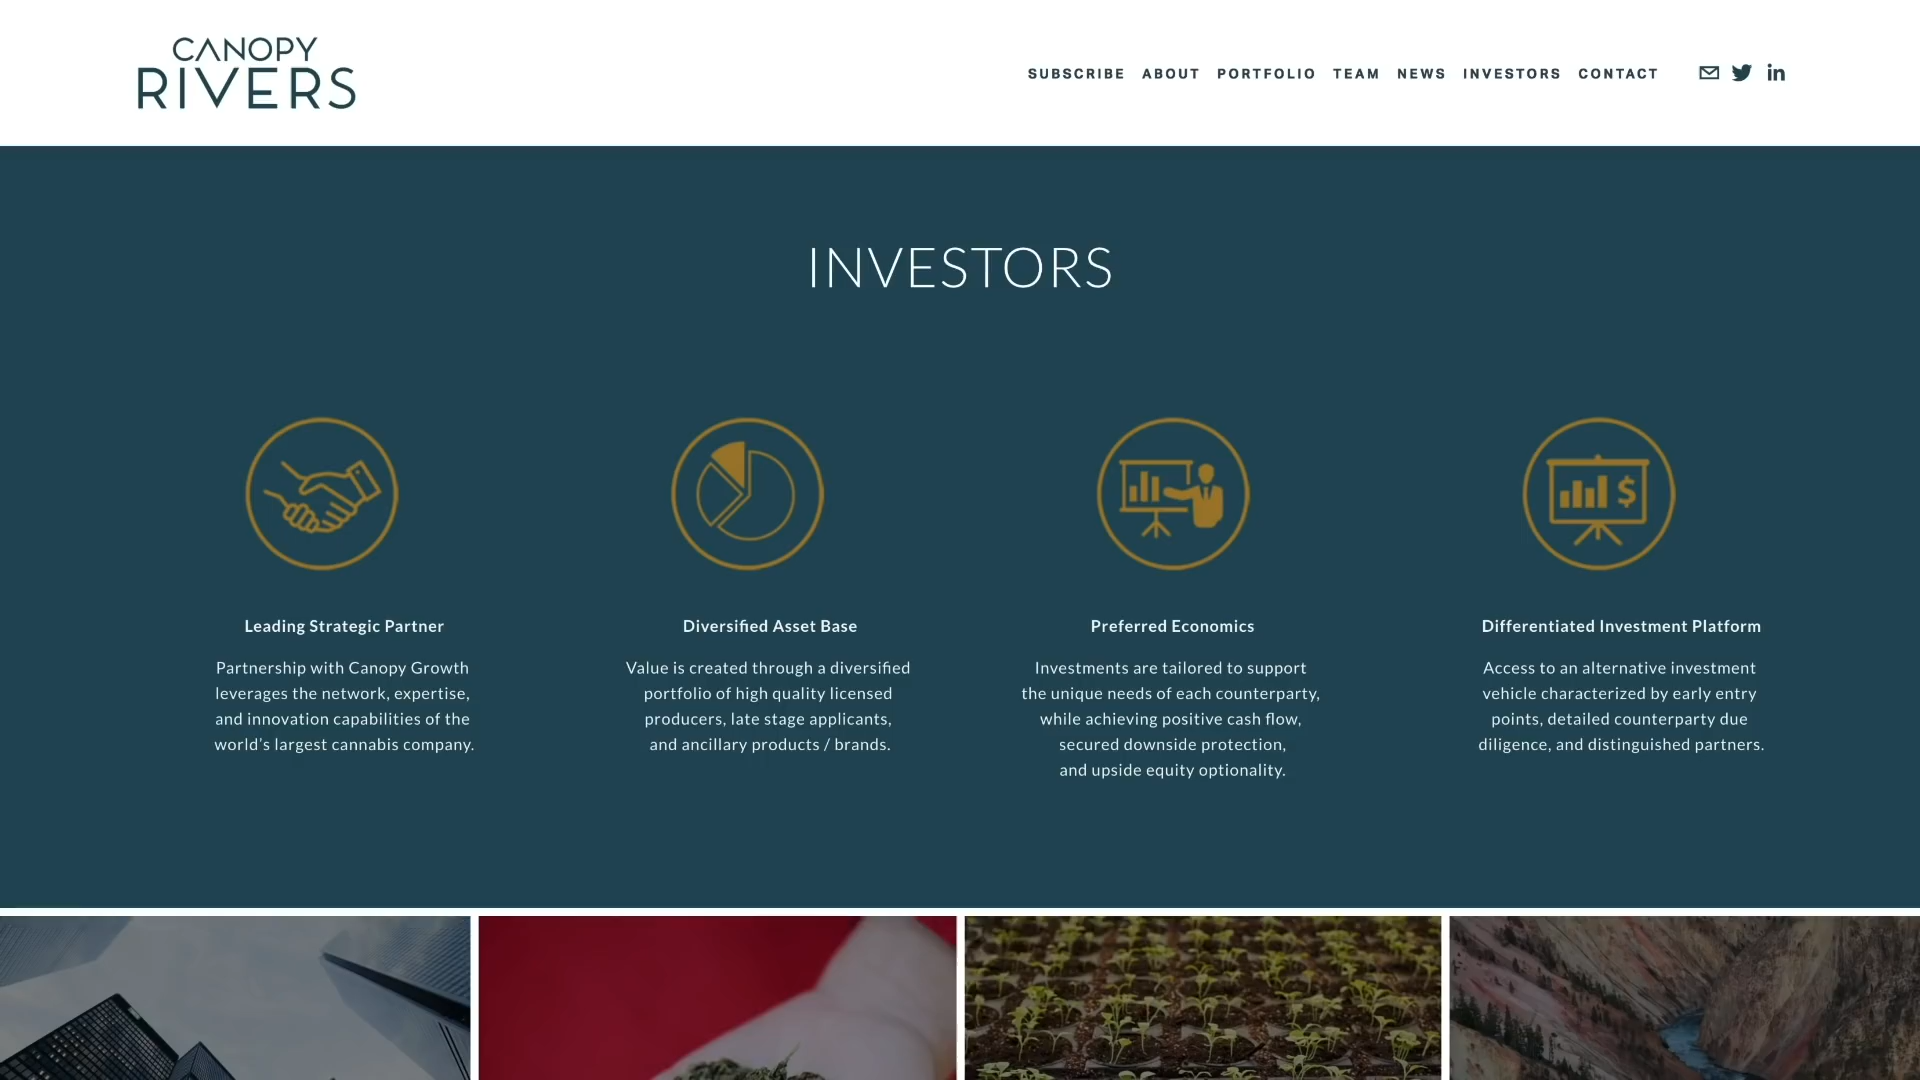 CANOPY
RIVERS
SUBSCRIBE ABOUT PORTFOLIO TEAM NEWS INVESTORS CONTACT
INVESTORS
$
Leading Strategic Partner
Partnership with Canopy Growth
leverages the network, expertise,
and innovation capabilities of the
world's largest cannabis company.
Diversified Asset Base
Value is created through a diversified
portfolio of high quality licensed
producers, late stage applicants,
and ancillary products / brands.
Preferred Economics
Investments are tailored to support
the unique needs of each counterparty,
while achieving positive cash flow,
secured downside protection,
and upside equity optionality.
Differentiated Investment Platform
Access to an alternative investment
vehicle characterized by early entry
points, detailed counterparty due
diligence, and distinguished partners.